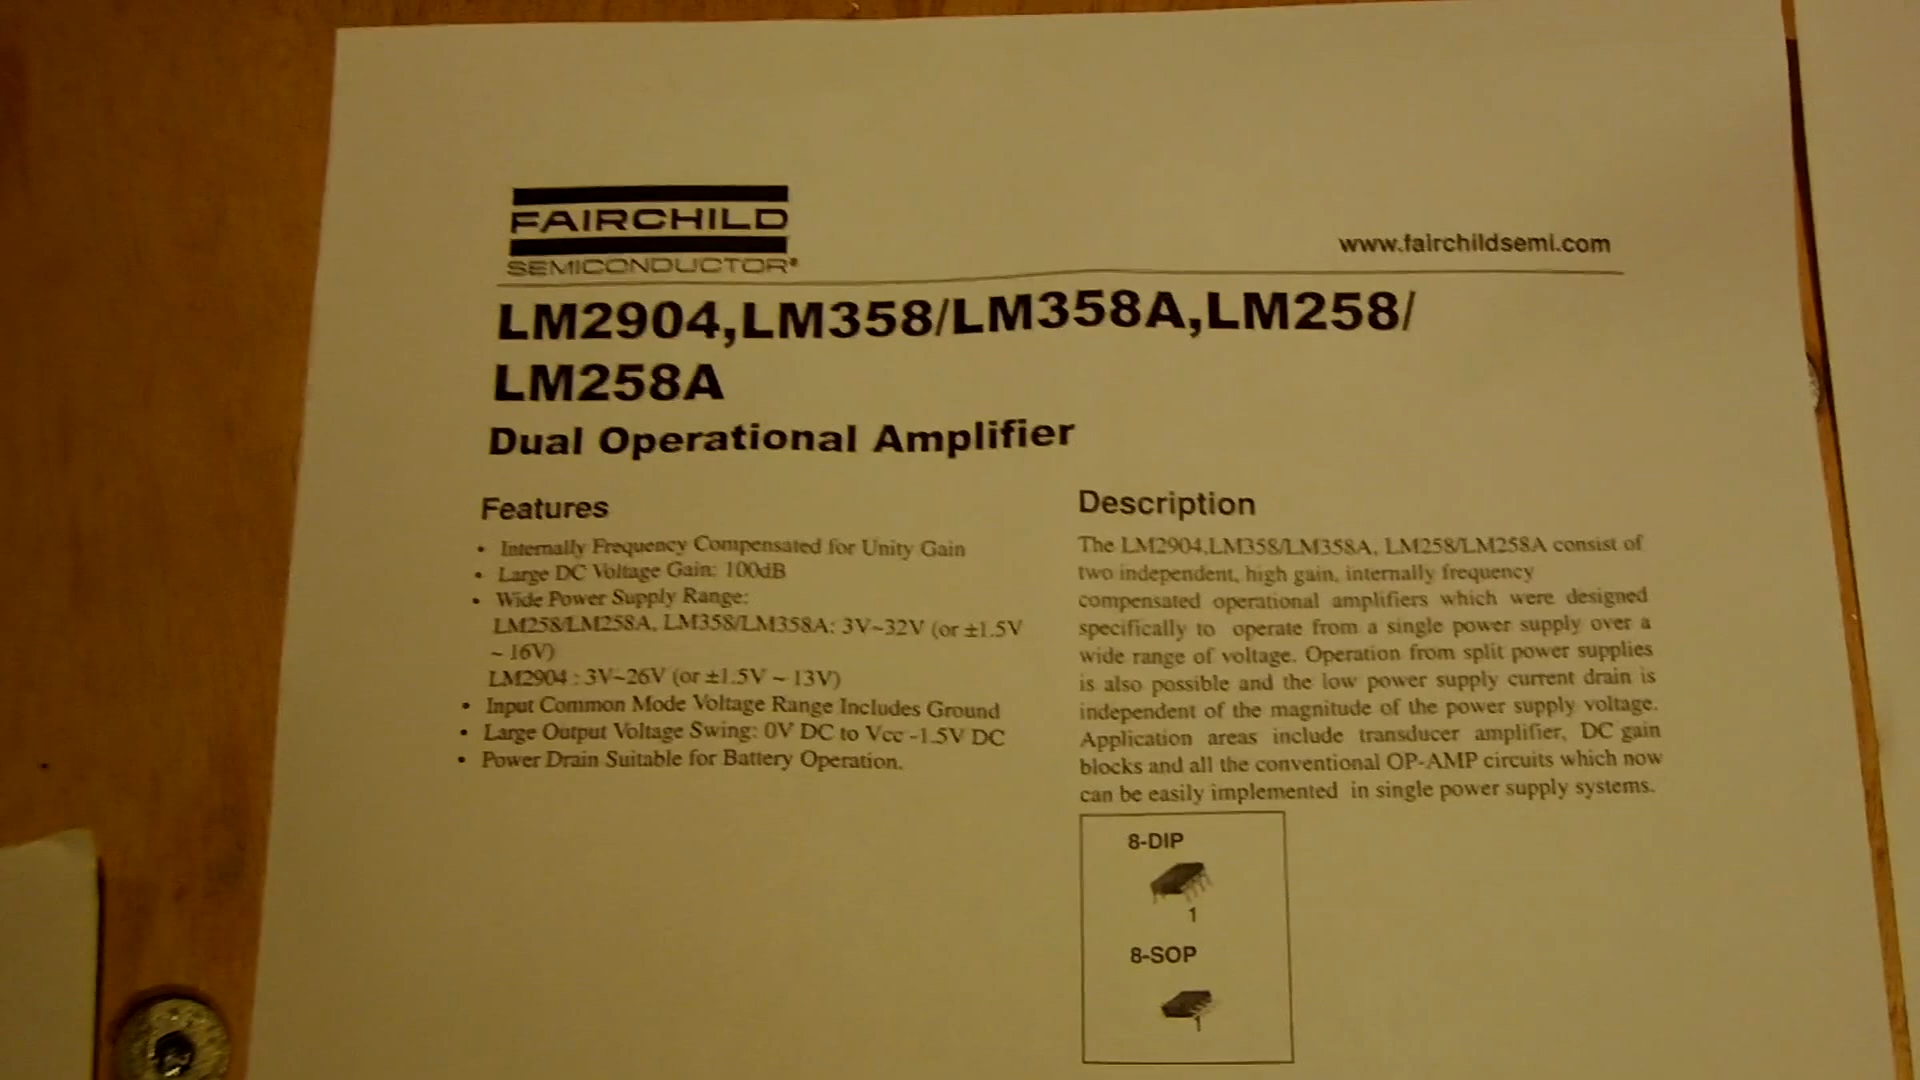 FAIRCHILD
SEMICONDUCTOR®
www.fairchildsemi.com
LM2904,LM358/LM358A,LM258/
LM258A
Dual Operational Amplifier
Features
• Internally Frequency Compensated for Unity Gain
• Large DC Voltage Gain: 100dB
• Wide Power Supply Range:
LM258/LM258A, LM358/LM358A: 3V~32V (or ±1.5V
~ 16V)
LM2904 : 3V~26V (or ±1.5V ~ 13V)
• Input Common Mode Voltage Range Includes Ground
• Large Output Voltage Swing: 0V DC to Vcc -1.5V DC
• Power Drain Suitable for Battery Operation.
Description
The LM2904,LM358/LM358A, LM258/LM258A consist of
two independent, high gain, internally frequency
compensated operational amplifiers which were designed
specifically to operate from a single power supply over a
wide range of voltage. Operation from split power supplies
is also possible and the low power supply current drain is
independent of the magnitude of the power supply voltage.
Application areas include transducer amplifier, DC gain
blocks and all the conventional OP-AMP circuits which now
can be easily implemented in single power supply systems.
8-DIP
1
8-SOP
1